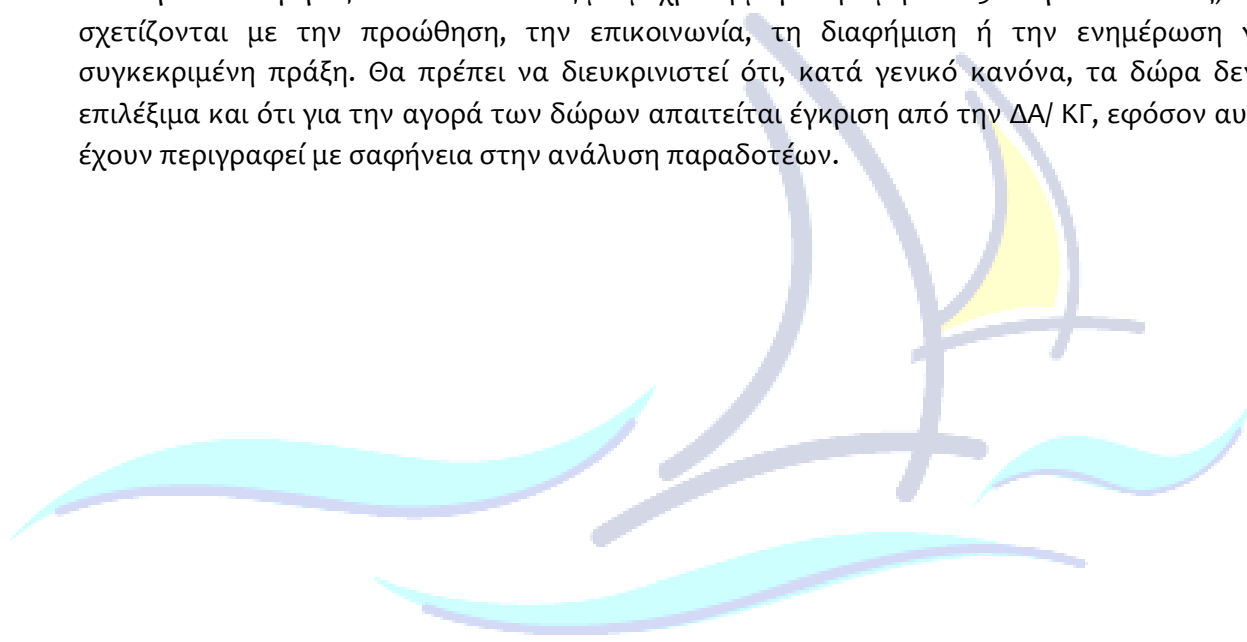 σχετίζονται με την προώθηση, την επικοινωνία, τη διαφήμιση ή την ενημέρωση
συγκεκριμένη πράξη. Θα πρέπει να διευκρινιστεί ότι, κατά γενικό κανόνα, τα δώρα
επιλέξιμα και ότι για την αγορά των δώρων απαιτείται έγκριση από την ΔΑ/ ΚΓ, εφόσον
έχουν περιγραφεί με σαφήνεια στην ανάλυση παραδοτέων.